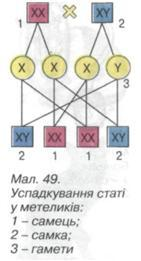 1 XX × XY 2
X X X Y
3
XY XX XX XY
2 1 1 2
Мал. 49.
Успадкування статі
у метеликів:
1 – самець;
2 – самка;
3 – гамети